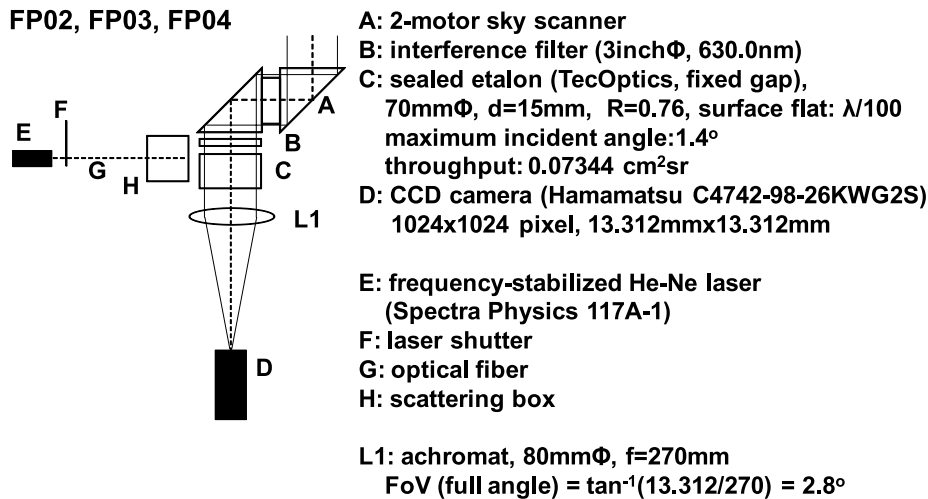 FP02, FP03, FP04
A: 2-motor sky scanner
B: interference filter (3inchΦ, 630.0nm)
C: sealed etalon (TecOptics, fixed gap),
70mmΦ, d=15mm, R=0.76, surface flat: λ/100
maximum incident angle:1.4°
throughput: 0.07344 cm²sr
D: CCD camera (Hamamatsu C4742-98-26KWG2S)
1024x1024 pixel, 13.312mmx13.312mm
E: frequency-stabilized He-Ne laser
(Spectra Physics 117A-1)
F: laser shutter
G: optical fiber
H: scattering box
L1: achromat, 80mmΦ, f=270mm
FoV (full angle) = tan⁻¹(13.312/270) = 2.8°
A
F
B
E
C
G
H
L1
D